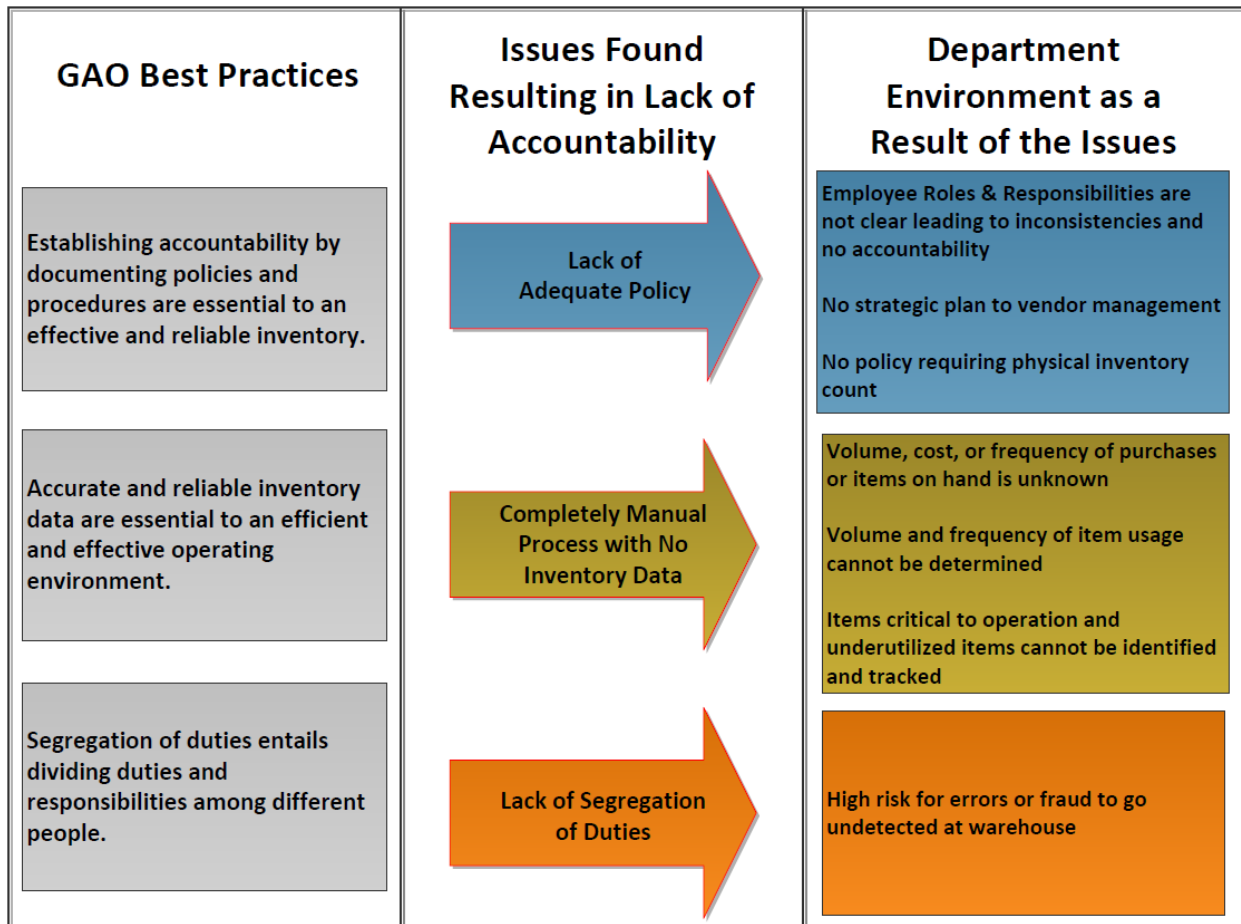 GAO Best Practices
Issues Found
Resulting in Lack of
Accountability
Department
Environment as a
Result of the Issues
Establishing accountability by
documenting policies and
procedures are essential to an
effective and reliable inventory.
Lack of
Adequate Policy
Employee Roles & Responsibilities are
not clear leading to inconsistencies and
no accountability
No strategic plan to vendor management
No policy requiring physical inventory
count
Accurate and reliable inventory
data are essential to an efficient
and effective operating
environment.
Completely Manual
Process with No
Inventory Data
Volume, cost, or frequency of purchases
or items on hand is unknown
Volume and frequency of item usage
cannot be determined
Items critical to operation and
underutilized items cannot be identified
and tracked
Segregation of duties entails
dividing duties and
responsibilities among different
people.
Lack of Segregation
of Duties
High risk for errors or fraud to go
undetected at warehouse